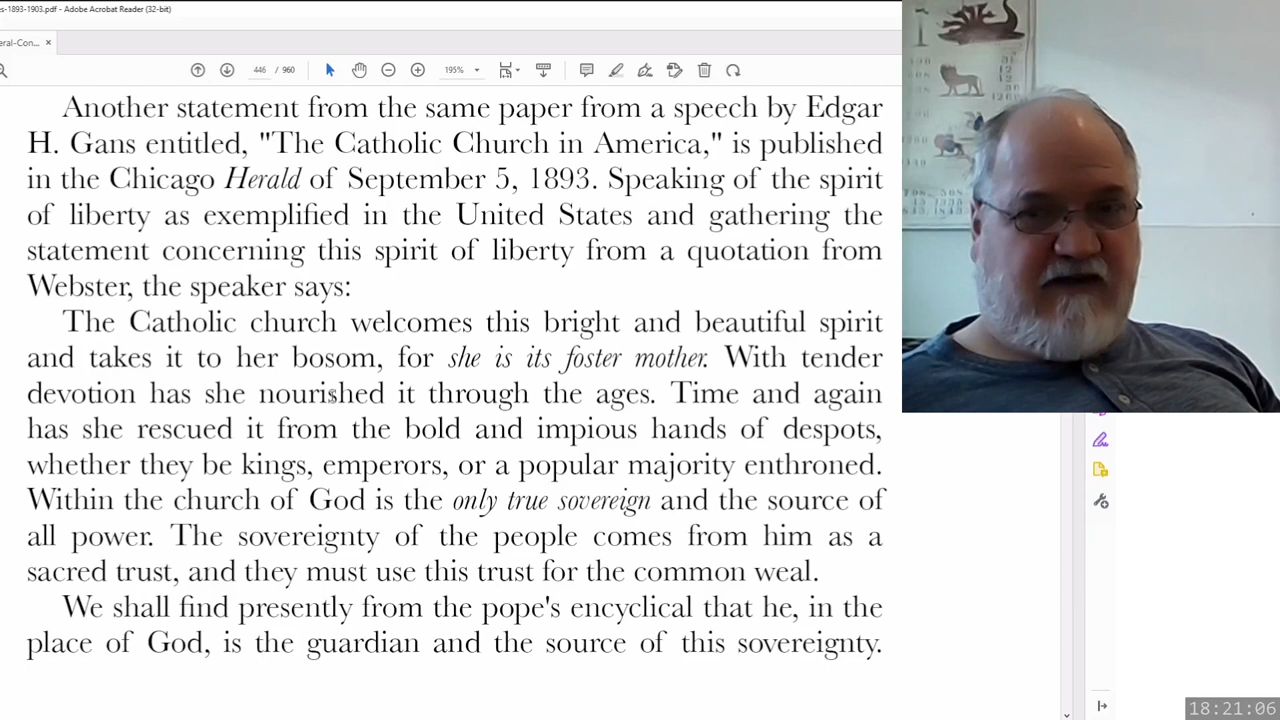 s-1893-1903.pdf - Adobe Acrobat Reader (32-bit)
eral-Con... ×
446 / 960
195%
Another statement from the same paper from a speech by Edgar
H. Gans entitled, "The Catholic Church in America," is published
in the Chicago Herald of September 5, 1893. Speaking of the spirit
of liberty as exemplified in the United States and gathering the
statement concerning this spirit of liberty from a quotation from
Webster, the speaker says:
The Catholic church welcomes this bright and beautiful spirit
and takes it to her bosom, for she is its foster mother. With tender
devotion has she nourished it through the ages. Time and again
has she rescued it from the bold and impious hands of despots,
whether they be kings, emperors, or a popular majority enthroned.
Within the church of God is the only true sovereign and the source of
all power. The sovereignty of the people comes from him as a
sacred trust, and they must use this trust for the common weal.
We shall find presently from the pope's encyclical that he, in the
place of God, is the guardian and the source of this sovereignty.
18:21:06